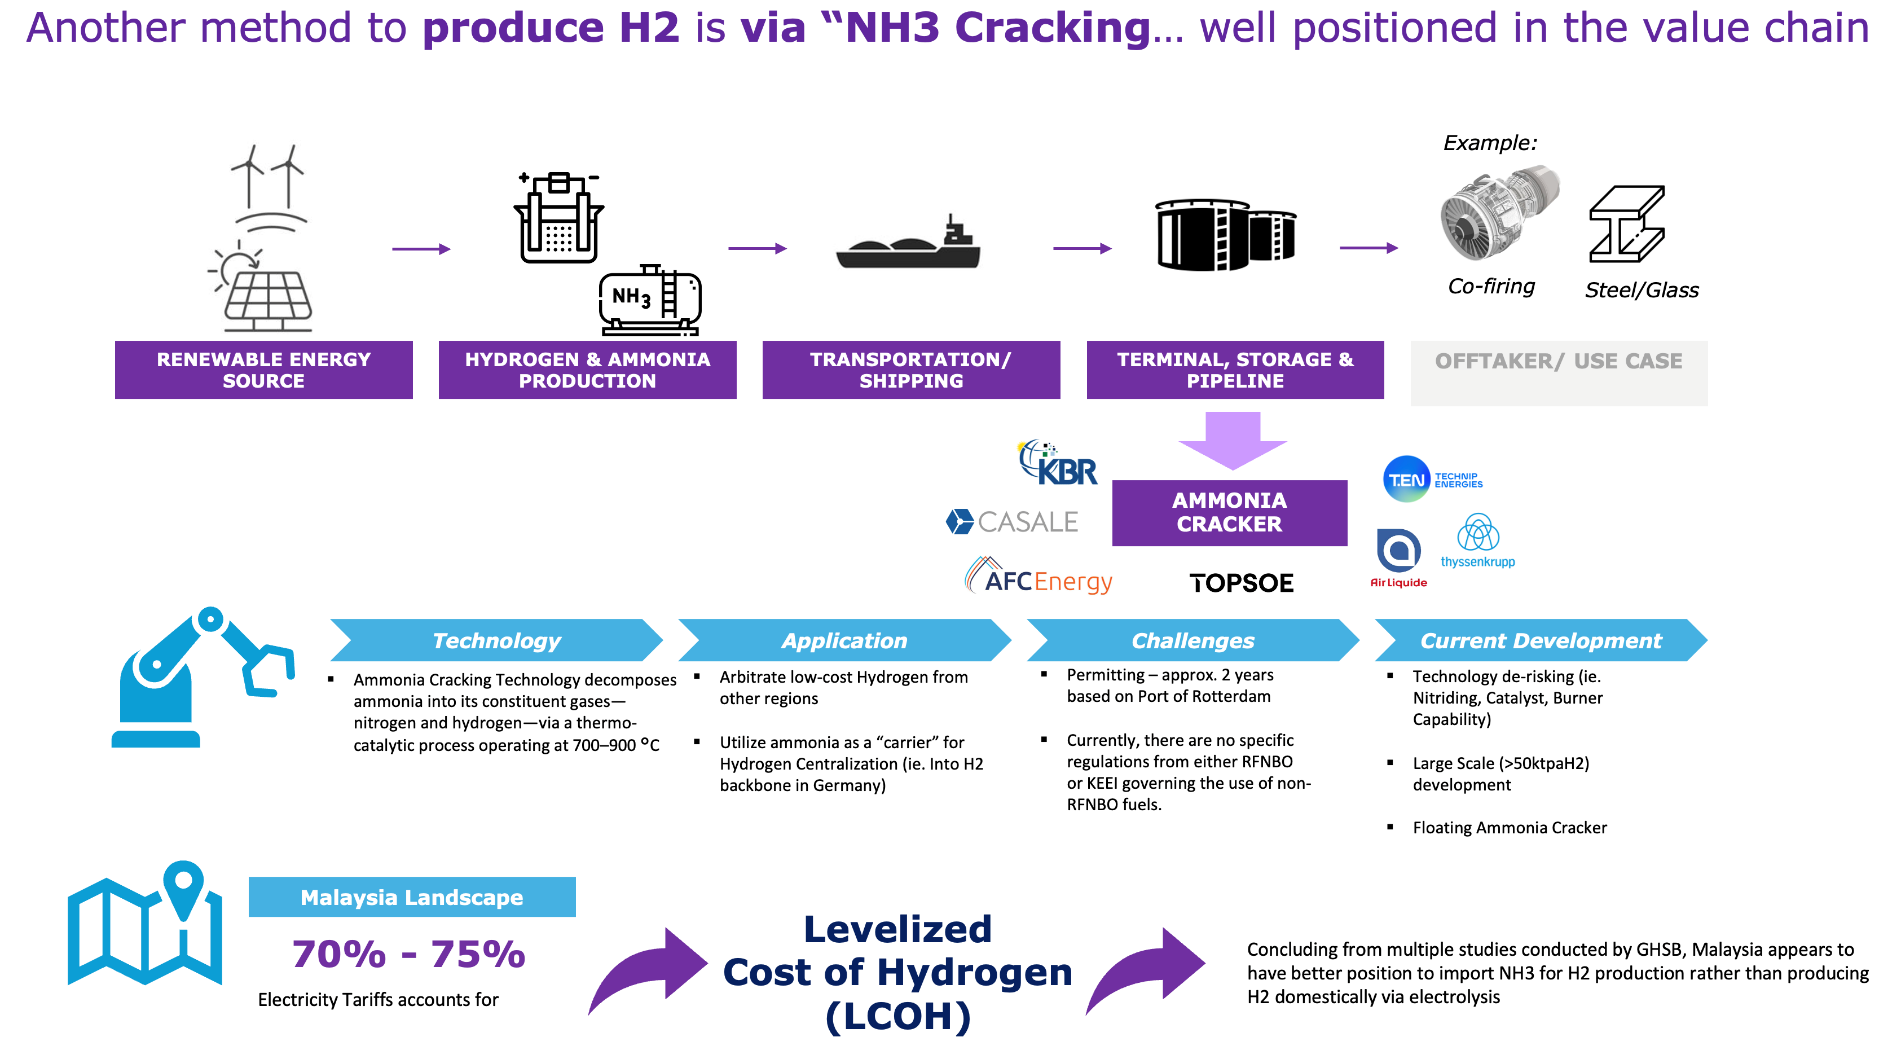 Another method to produce H2 is via “NH3 Cracking… well positioned in the value chain
Example:
+ –
NH3
Co-firing
Steel/Glass
RENEWABLE ENERGY
SOURCE
HYDROGEN & AMMONIA
PRODUCTION
TRANSPORTATION/
SHIPPING
TERMINAL, STORAGE &
PIPELINE
OFFTAKER/ USE CASE
KBR
CASALE
AFC Energy
AMMONIA
CRACKER
TOPSOE
T.EN TECHNIP
ENERGIES
Air Liquide
thyssenkrupp
Technology
▪ Ammonia Cracking Technology decomposes
ammonia into its constituent gases—
nitrogen and hydrogen—via a thermo-
catalytic process operating at 700–900 °C
Application
▪ Arbitrate low-cost Hydrogen from
other regions
▪ Utilize ammonia as a “carrier” for
Hydrogen Centralization (ie. Into H2
backbone in Germany)
Challenges
▪ Permitting – approx. 2 years
based on Port of Rotterdam
▪ Currently, there are no specific
regulations from either RFNBO
or KEEI governing the use of non-
RFNBO fuels.
Current Development
▪ Technology de-risking (ie.
Nitriding, Catalyst, Burner
Capability)
▪ Large Scale (>50ktpaH2)
development
▪ Floating Ammonia Cracker
Malaysia Landscape
70% - 75%
Electricity Tariffs accounts for
Levelized
Cost of Hydrogen
(LCOH)
Concluding from multiple studies conducted by GHSB, Malaysia appears to
have better position to import NH3 for H2 production rather than producing
H2 domestically via electrolysis